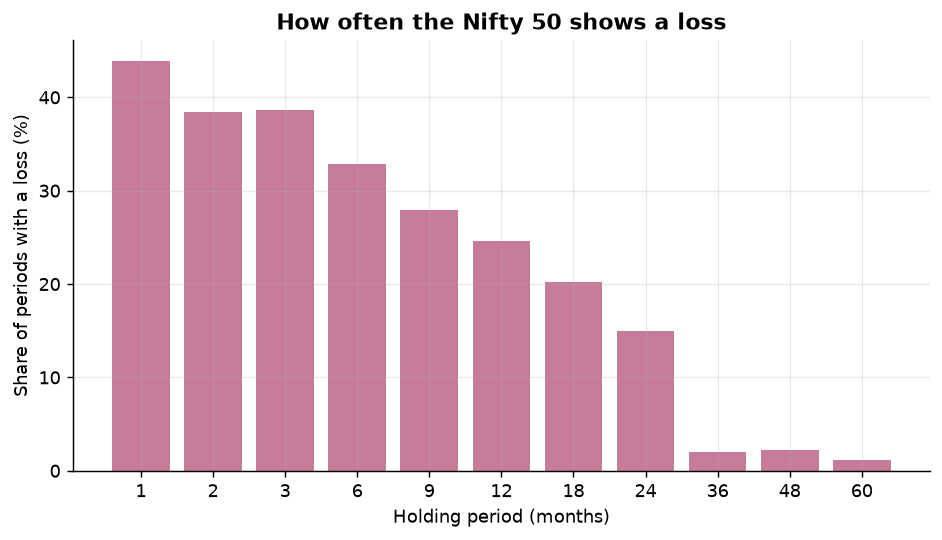 How often the Nifty 50 shows a loss
Share of periods with a loss (%)
40
30
20
10
0
1 2 3 6 9 12 18 24 36 48 60
Holding period (months)